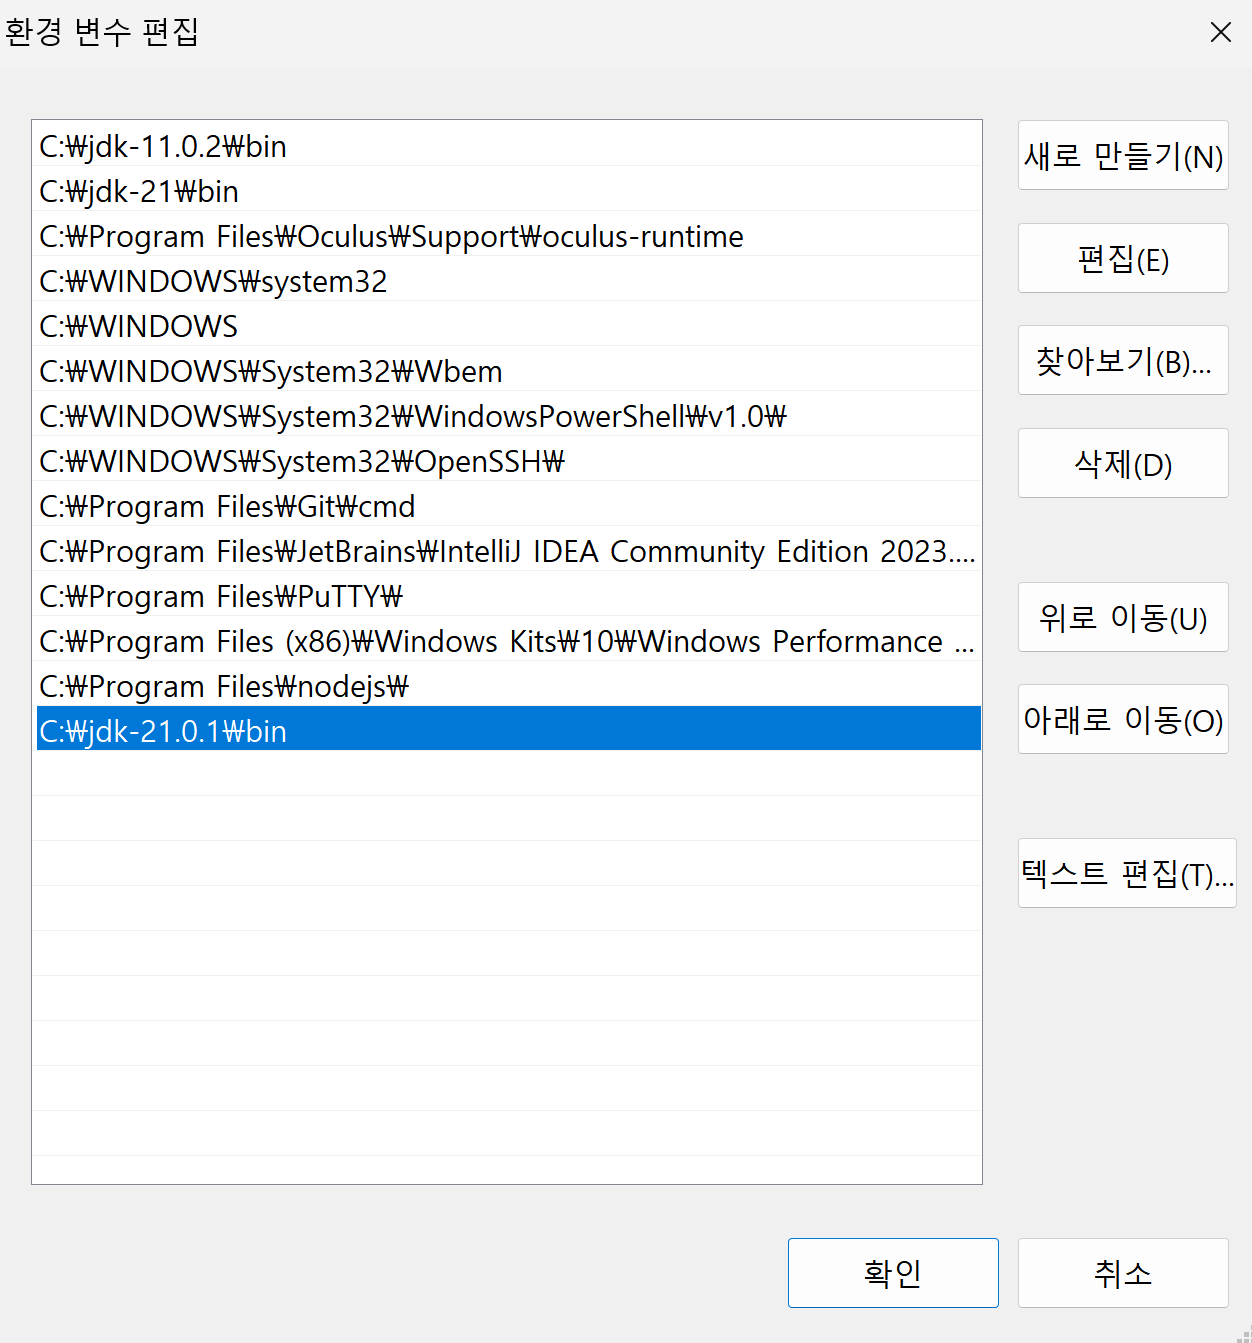 환경 변수 편집
C:₩jdk-11.0.2₩bin
C:₩jdk-21₩bin
C:₩Program Files₩Oculus₩Support₩oculus-runtime
C:₩WINDOWS₩system32
C:₩WINDOWS
C:₩WINDOWS₩System32₩Wbem
C:₩WINDOWS₩System32₩WindowsPowerShell₩v1.0₩
C:₩WINDOWS₩System32₩OpenSSH₩
C:₩Program Files₩Git₩cmd
C:₩Program Files₩JetBrains₩IntelliJ IDEA Community Edition 2023....
C:₩Program Files₩PuTTY₩
C:₩Program Files (x86)₩Windows Kits₩10₩Windows Performance ...
C:₩Program Files₩nodejs₩
C:₩jdk-21.0.1₩bin
새로 만들기(N)
편집(E)
찾아보기(B)...
삭제(D)
위로 이동(U)
아래로 이동(O)
텍스트 편집(T)...
확인
취소